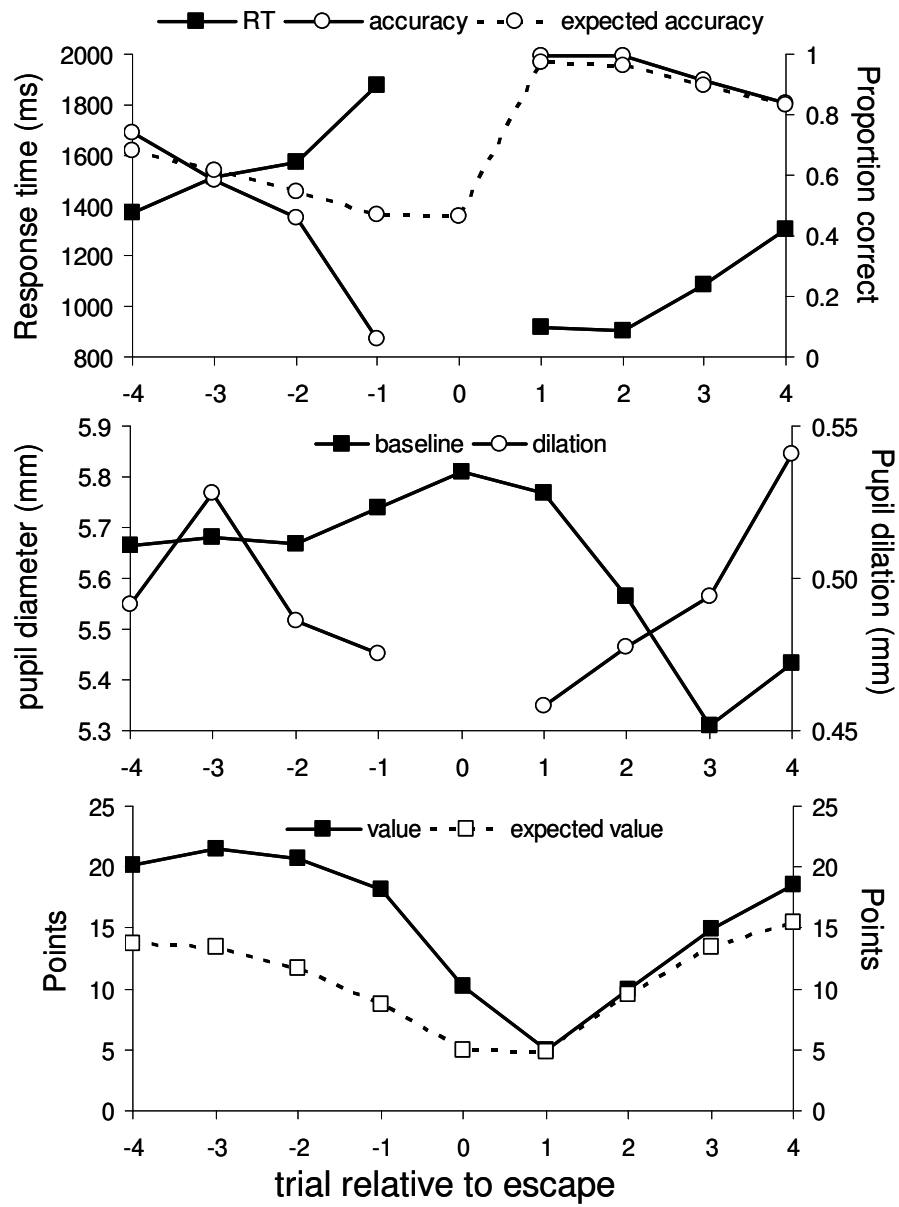 RT accuracy expected accuracy
2000 1
1800 0.8
1600 0.6
1400 0.4
1200
1000 0.2
800 0
Response time (ms)
Proportion correct
-4 -3 -2 -1 0 1 2 3 4
baseline dilation
5.9 0.55
5.8
5.7
5.6 0.50
5.5
5.4
5.3 0.45
pupil diameter (mm)
Pupil dilation (mm)
-4 -3 -2 -1 0 1 2 3 4
value expected value
25 25
20 20
15 15
10 10
5 5
0 0
Points
Points
-4 -3 -2 -1 0 1 2 3 4
trial relative to escape